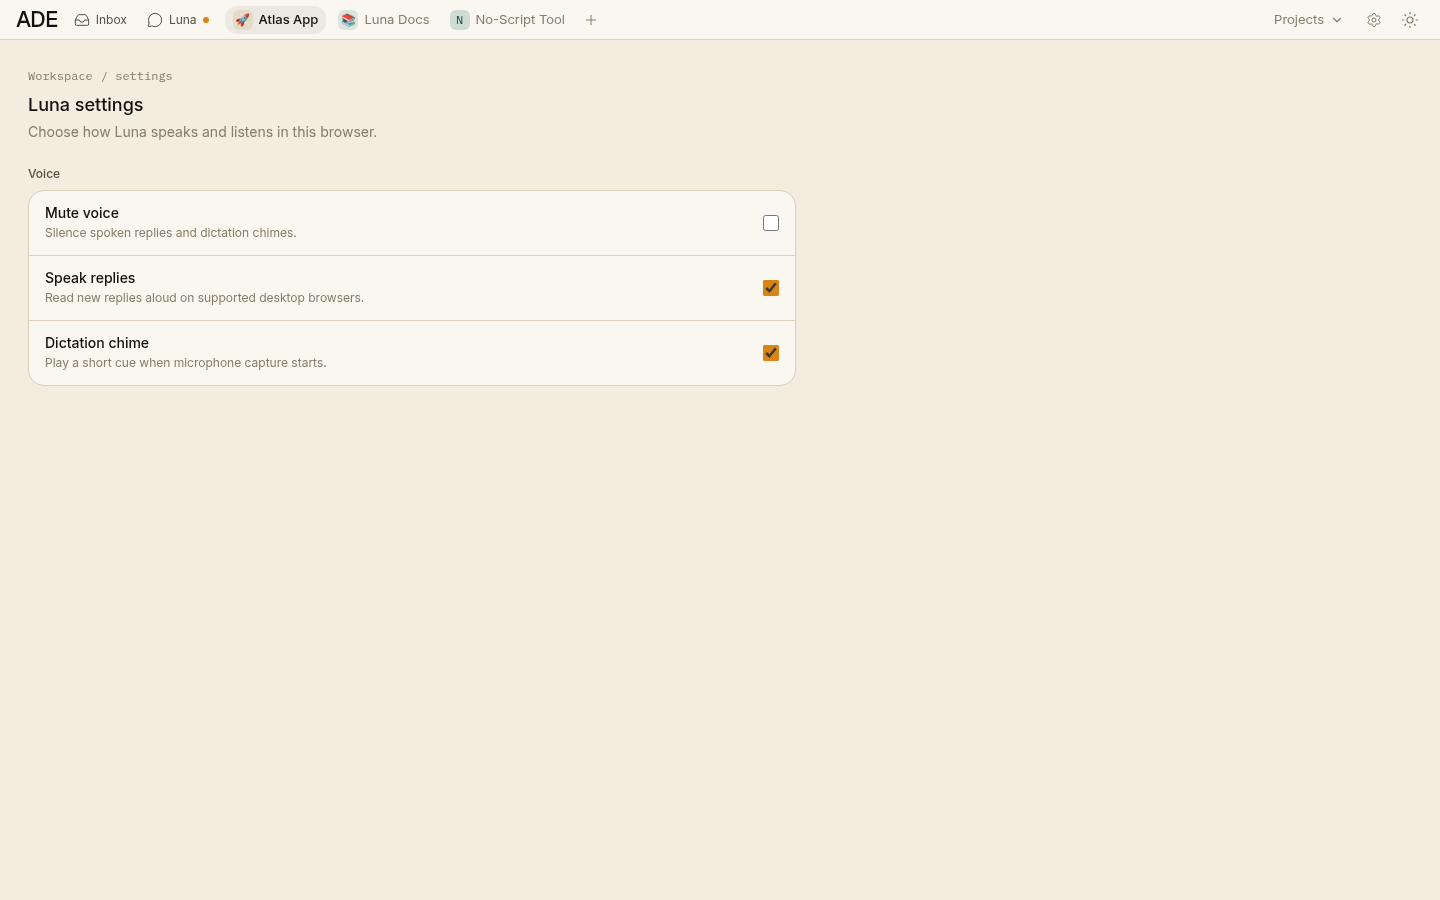 ADE Inbox Luna Atlas App Luna Docs N No-Script Tool Projects
Workspace / settings
Luna settings
Choose how Luna speaks and listens in this browser.
Voice
Mute voice
Silence spoken replies and dictation chimes.
Speak replies
Read new replies aloud on supported desktop browsers.
Dictation chime
Play a short cue when microphone capture starts.